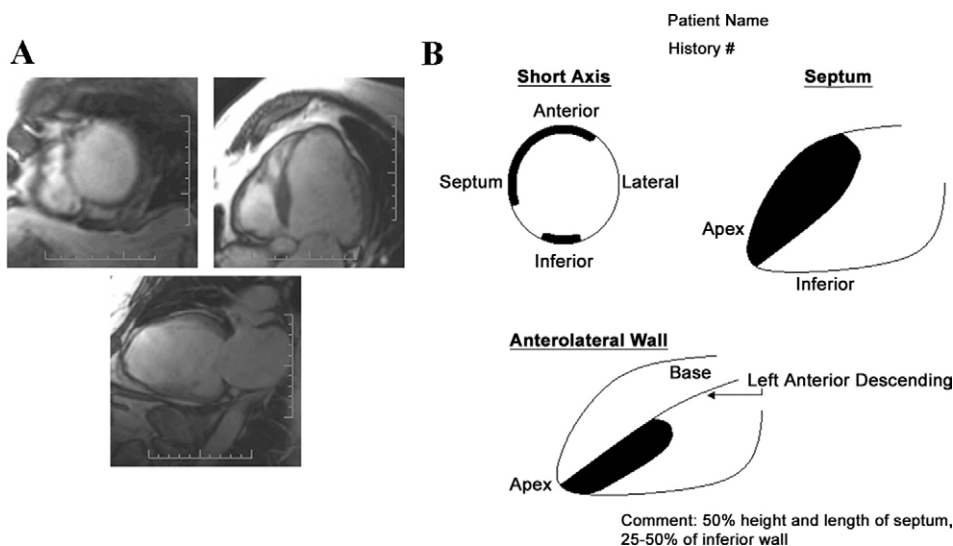 A
B
Patient Name
History #
Short Axis
Anterior
Septum
Lateral
Inferior
Septum
Apex
Inferior
Anterolateral Wall
Base
Left Anterior Descending
Apex
Comment: 50% height and length of septum,
25-50% of inferior wall